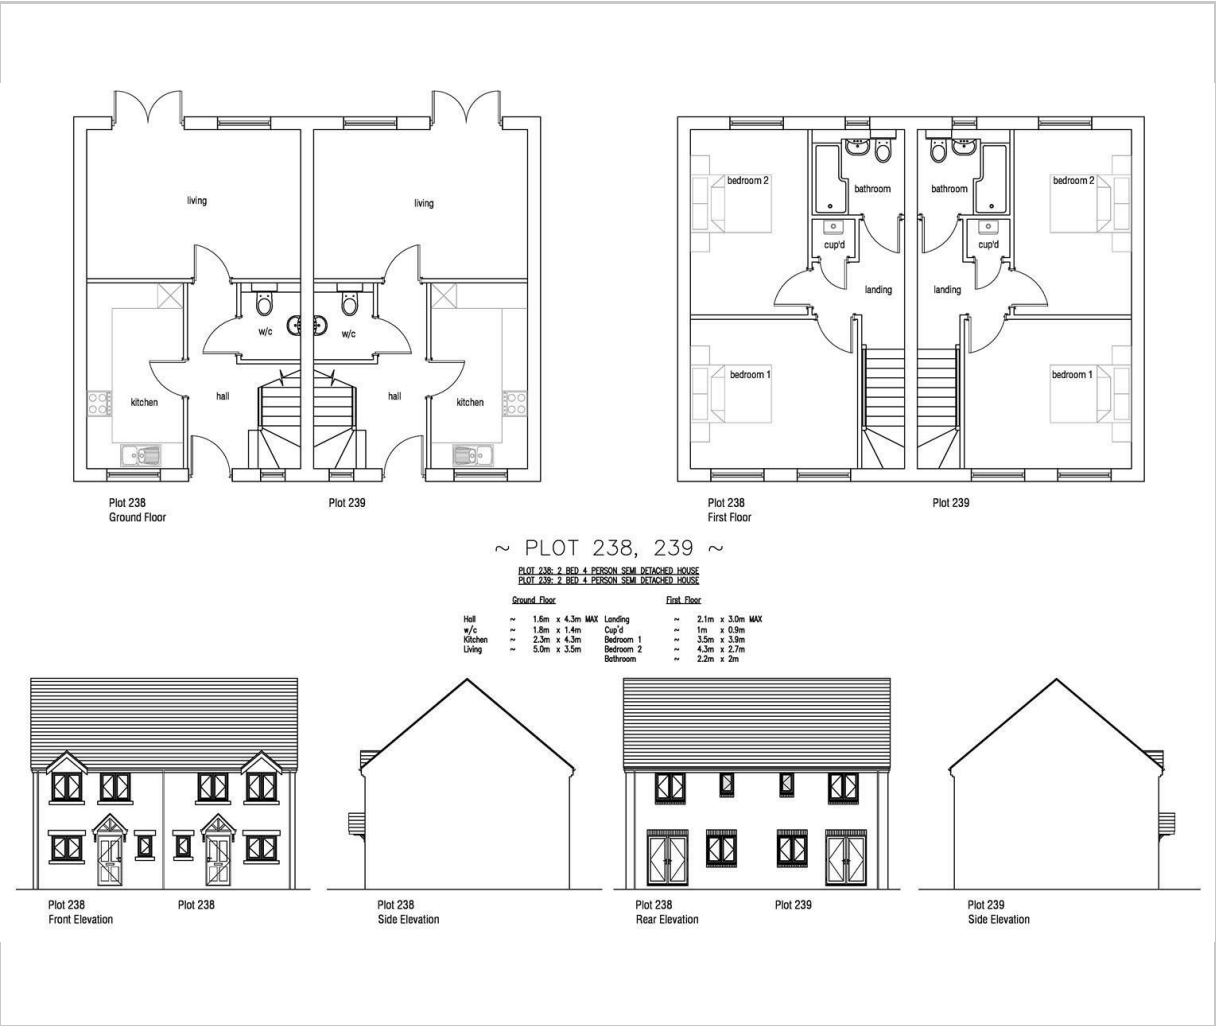 living
living
w/c
w/c
hall
hall
kitchen
kitchen
bedroom 2
bathroom
bathroom
bedroom 2
cup'd
cup'd
landing
landing
bedroom 1
bedroom 1
Plot 238
Ground Floor
Plot 239
Plot 238
First Floor
Plot 239
~ PLOT 238, 239 ~
PLOT 238: 2 BED 4 PERSON SEMI DETACHED HOUSE
PLOT 239: 2 BED 4 PERSON SEMI DETACHED HOUSE
Ground Floor
Hall ~ 1.6m x 4.3m MAX
w/c ~ 1.8m x 1.4m
Kitchen ~ 2.3m x 4.3m
Living ~ 5.0m x 3.5m
First Floor
Landing ~ 2.1m x 3.0m MAX
Cup'd ~ 1m x 0.9m
Bedroom 1 ~ 3.5m x 3.9m
Bedroom 2 ~ 4.3m x 2.7m
Bathroom ~ 2.2m x 2m
Plot 238
Front Elevation
Plot 238
Plot 238
Side Elevation
Plot 238
Rear Elevation
Plot 239
Plot 239
Side Elevation